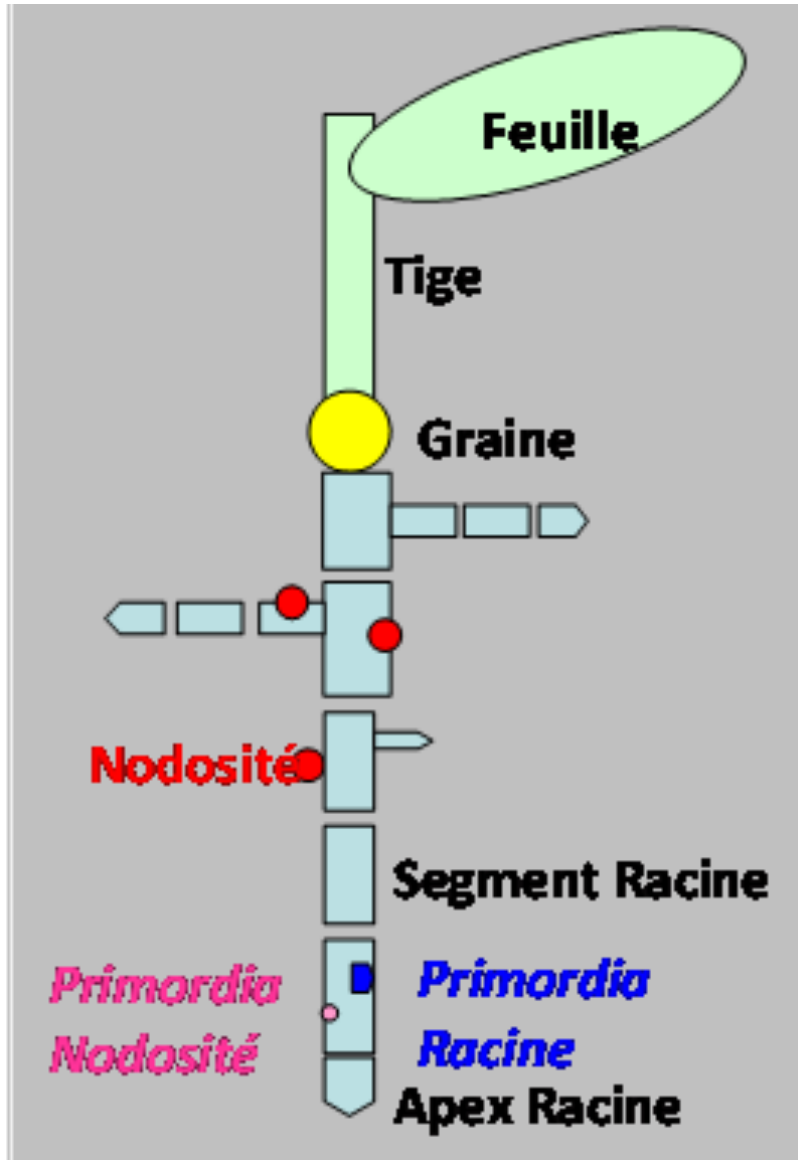 Feuille
Tige
Graine
Nodosité
Segment Racine
Primordia
Nodosité
Primordia
Racine
Apex Racine